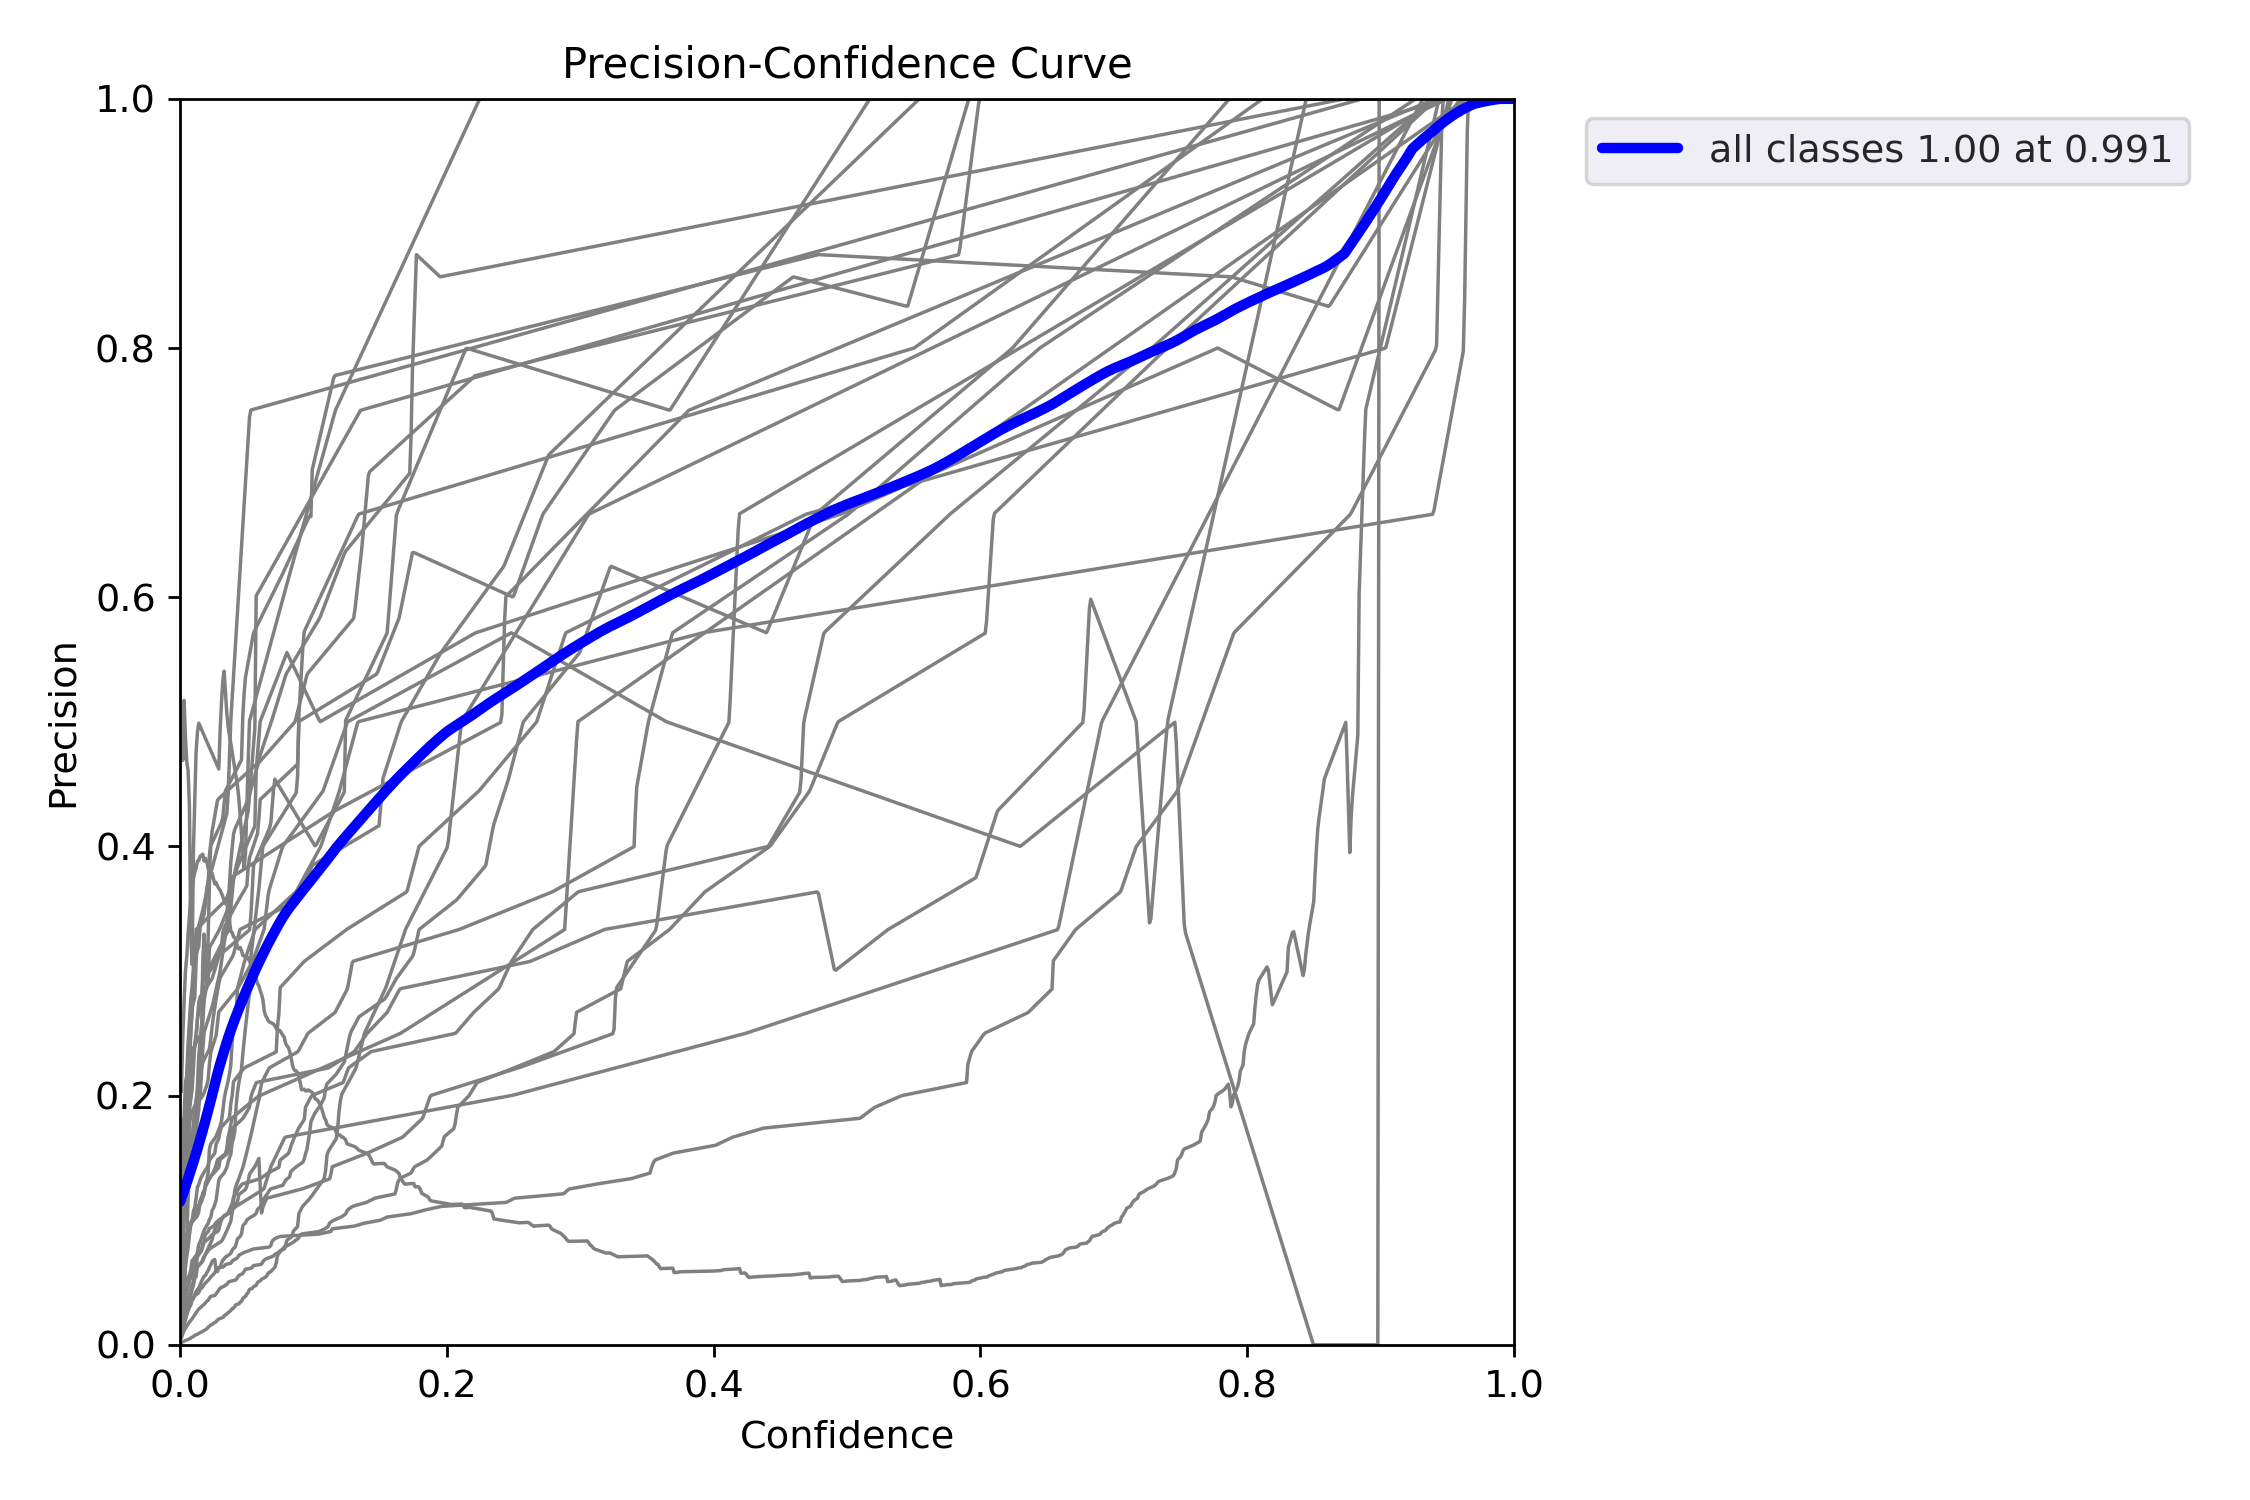 Precision-Confidence Curve
1.0
0.8
0.6
0.4
0.2
0.0
Precision
0.0 0.2 0.4 0.6 0.8 1.0
Confidence
all classes 1.00 at 0.991